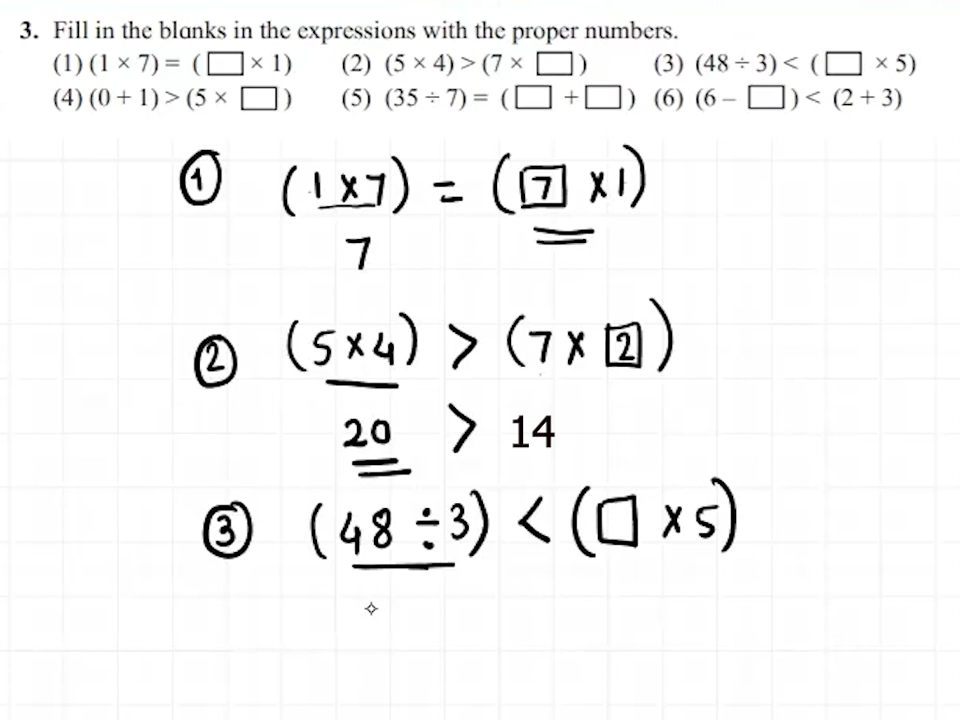 3. Fill in the blanks in the expressions with the proper numbers.
(1) (1 × 7) = (□ × 1) (2) (5 × 4) > (7 × □) (3) (48 ÷ 3) < (□ × 5)
(4) (0 + 1) > (5 × □) (5) (35 ÷ 7) = (□ + □) (6) (6 – □) < (2 + 3)
① (1 × 7) = (7 × 1)
7
② (5 × 4) > (7 × 2)
20 > 14
③ (48 ÷ 3) < (□ × 5)